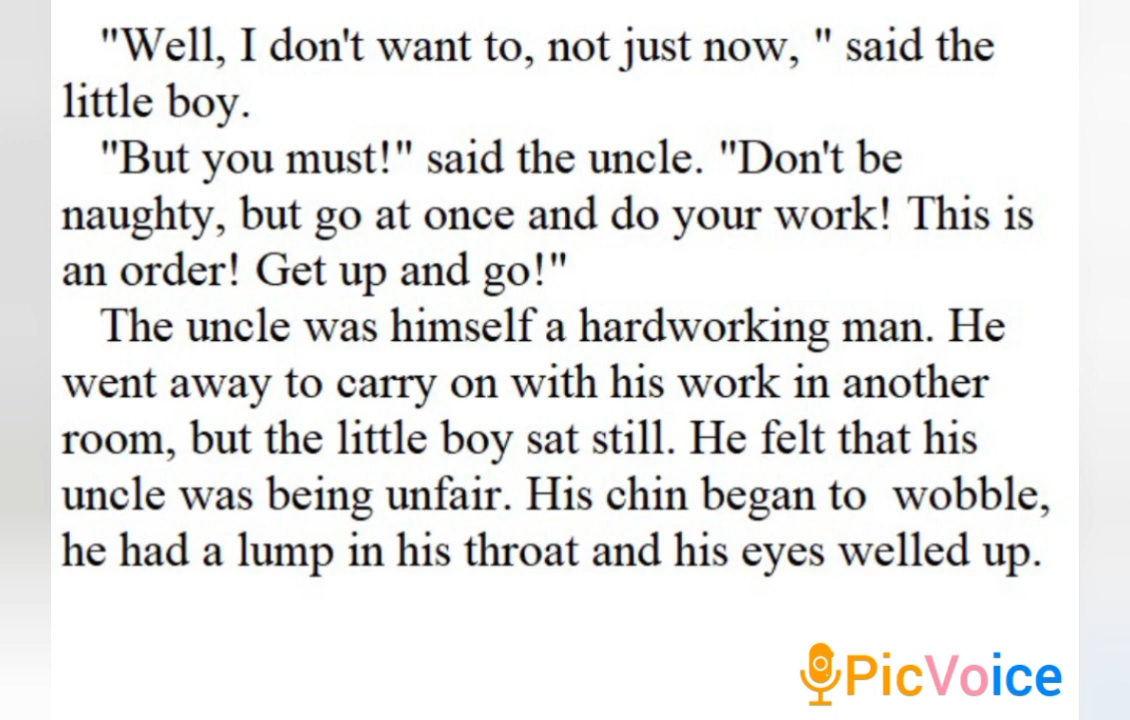 "Well, I don't want to, not just now, " said the
little boy.
"But you must!" said the uncle. "Don't be
naughty, but go at once and do your work! This is
an order! Get up and go!"
The uncle was himself a hardworking man. He
went away to carry on with his work in another
room, but the little boy sat still. He felt that his
uncle was being unfair. His chin began to  wobble,
he had a lump in his throat and his eyes welled up.
PicVoice